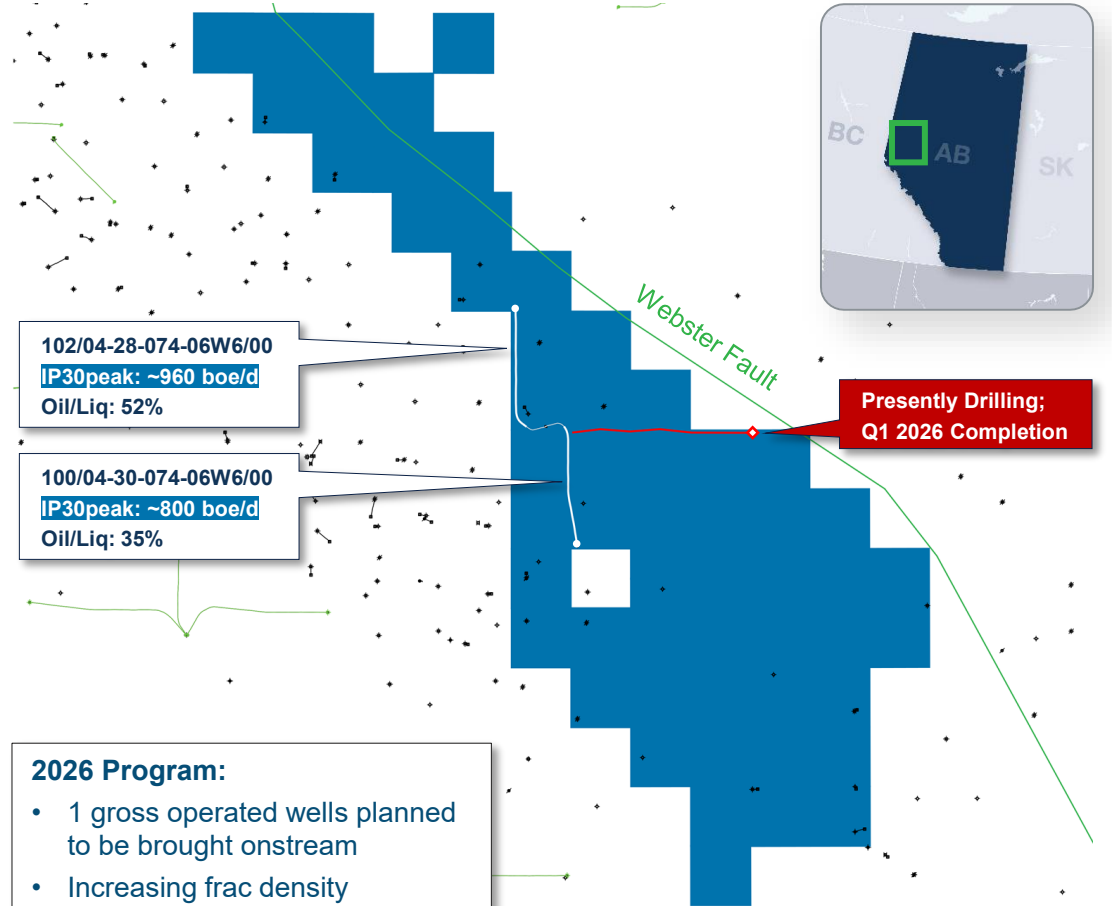 BC
AB
SK
Webster Fault
102/04-28-074-06W6/00
IP30peak: ~960 boe/d
Oil/Liq: 52%
Presently Drilling;
Q1 2026 Completion
100/04-30-074-06W6/00
IP30peak: ~800 boe/d
Oil/Liq: 35%
2026 Program:
• 1 gross operated wells planned
to be brought onstream
• Increasing frac density